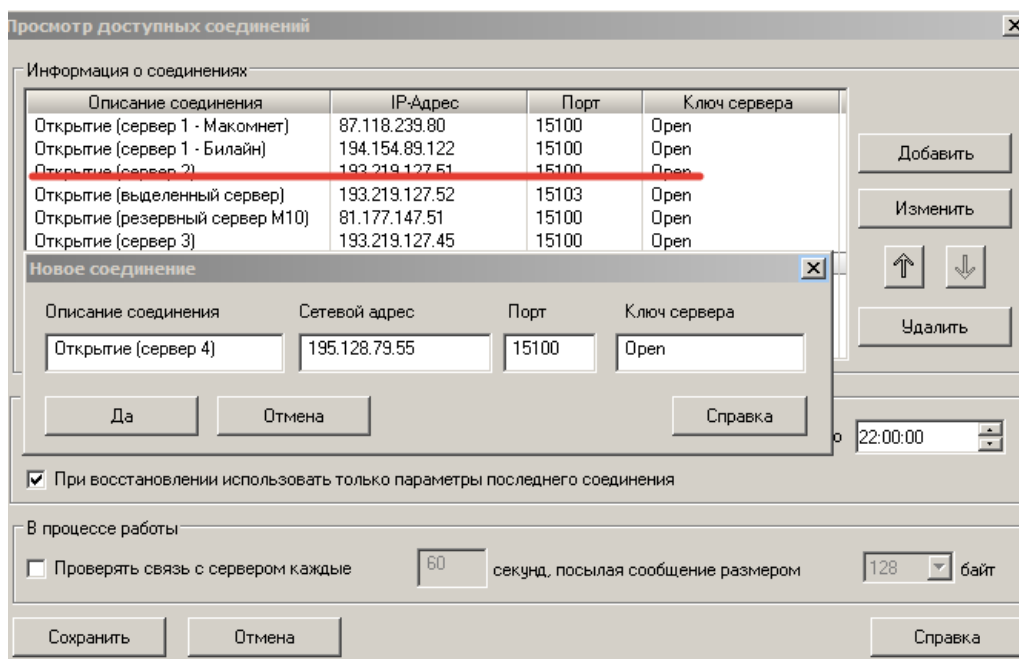 Просмотр доступных соединений
Информация о соединениях
Описание соединения IP-Адрес Порт Ключ сервера
Открытие (сервер 1 - Макомнет) 87.118.239.80 15100 Open
Открытие (сервер 1 - Билайн) 194.154.89.122 15100 Open
Открытие (сервер 2) 193.219.127.51 15100 Open
Открытие (выделенный сервер) 193.219.127.52 15103 Open
Открытие (резервный сервер М10) 81.177.147.51 15100 Open
Открытие (сервер 3) 193.219.127.45 15100 Open
Добавить
Изменить
Удалить
Новое соединение
Описание соединения Сетевой адрес Порт Ключ сервера
Открытие (сервер 4) 195.128.79.55 15100 Open
Да Отмена Справка
22:00:00
При восстановлении использовать только параметры последнего соединения
В процессе работы
Проверять связь с сервером каждые 60 секунд, посылая сообщение размером 128 байт
Сохранить Отмена Справка